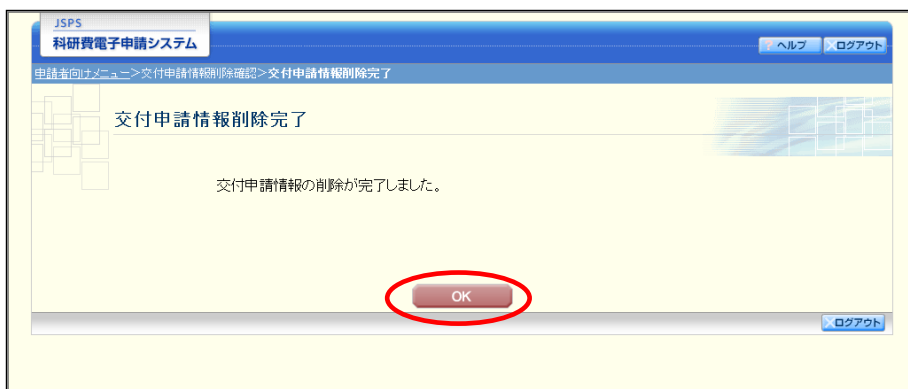 JSPS
科研費電子申請システム
? ヘルプ
ログアウト
申請者向けメニュー>交付申請情報削除確認>交付申請情報削除完了
交付申請情報削除完了
交付申請情報の削除が完了しました。
OK
ログアウト